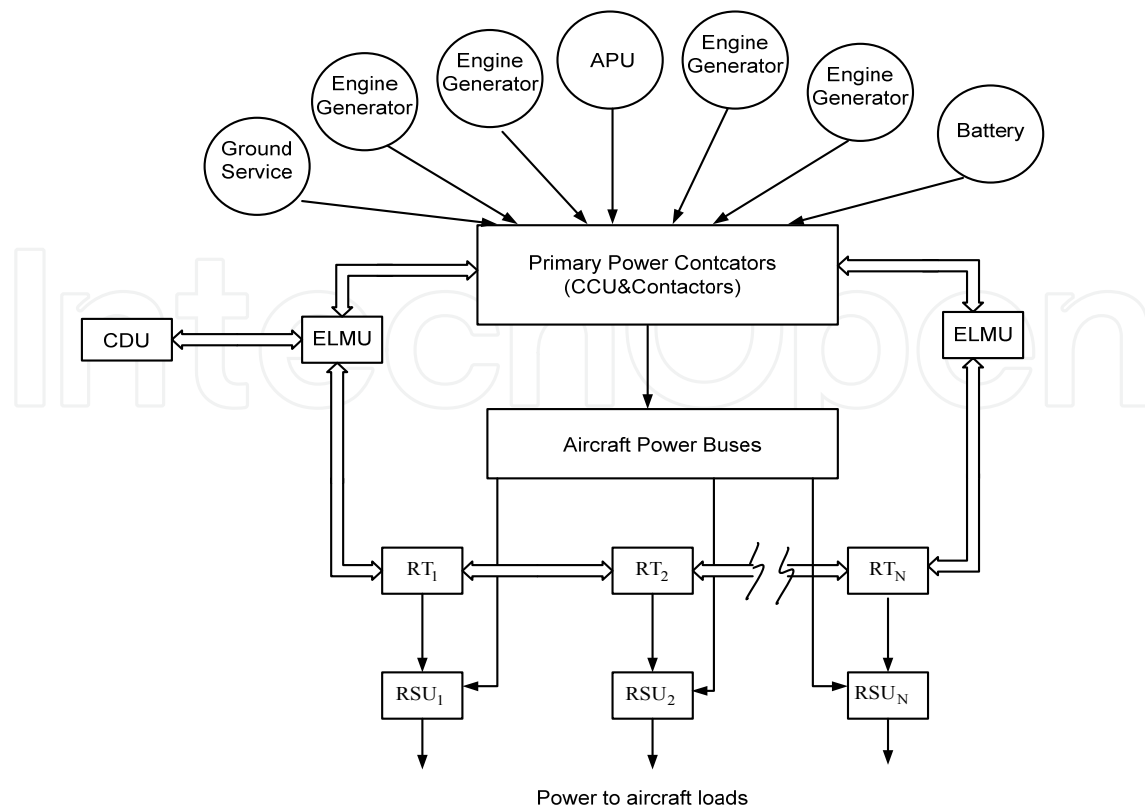 Engine
Generator
Engine
Generator
APU
Engine
Generator
Engine
Generator
Ground
Service
Battery
Primary Power Contcators
(CCU&Contactors)
CDU
ELMU
ELMU
IntechOpen
Aircraft Power Buses
RT1
RT2
RTN
RSU1
RSU2
RSUN
Power to aircraft loads